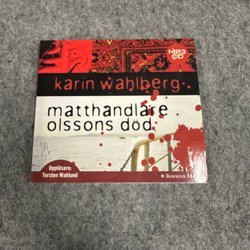 MP3
CD
karin wahlberg
matthandlare
olssons död
Uppläsare:
Torsten Wahlund
BONNIER